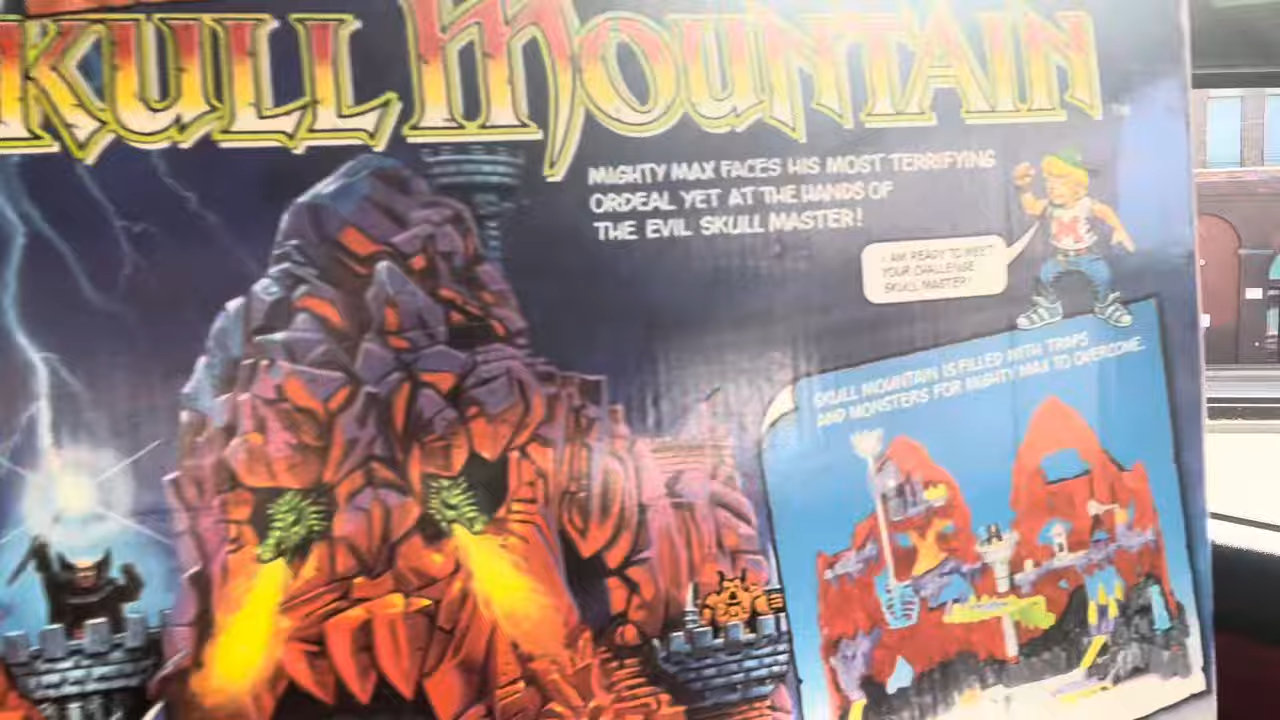 KULL MOUNTAIN
MIGHTY MAX FACES HIS MOST TERRIFYING
ORDEAL YET AT THE HANDS OF
THE EVIL SKULL MASTER!
I AM READY TO MEET
YOUR CHALLENGE
SKULL MASTER!
M
SKULL MOUNTAIN IS FILLED WITH TRAPS
AND MONSTERS FOR MIGHTY MAX TO OVERCOME.